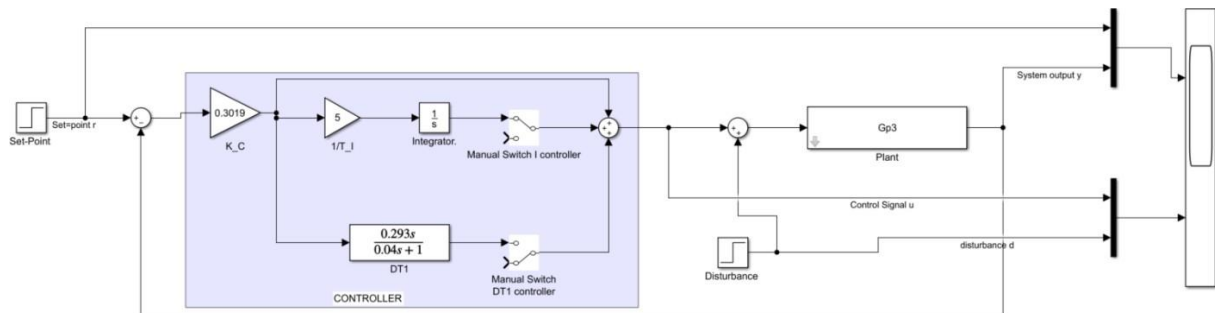 Set-Point
Set=point r
+
−
0.3019
K_C
5
1/T_I
1
s
Integrator.
Manual Switch I controller
+
+
+
0.293s
0.04s + 1
DT1
Manual Switch
DT1 controller
CONTROLLER
+
+
Disturbance
Gp3
Plant
System output y
Control Signal u
disturbance d